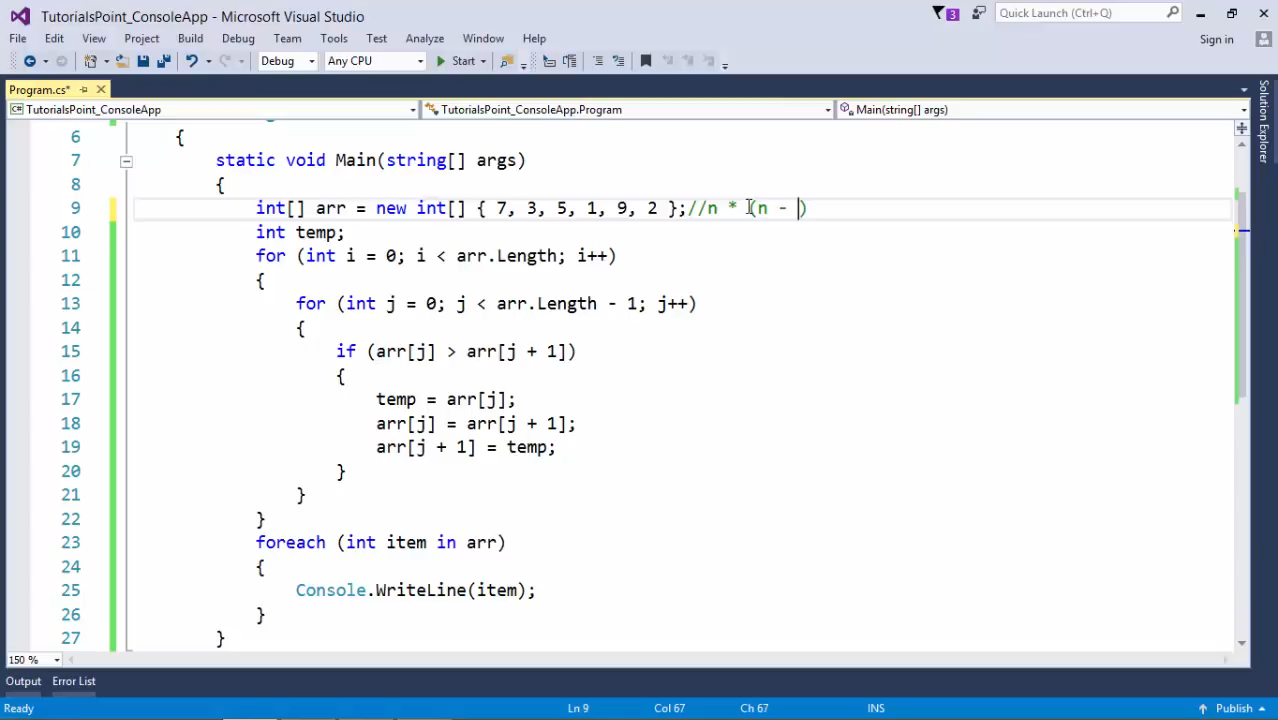 TutorialsPoint_ConsoleApp - Microsoft Visual Studio
3
Quick Launch (Ctrl+Q)
File Edit View Project Build Debug Team Tools Test Analyze Window Help
Sign in
Debug Any CPU Start
Program.cs*
TutorialsPoint_ConsoleApp TutorialsPoint_ConsoleApp.Program Main(string[] args)
Solution Explorer
6 {
7 static void Main(string[] args)
8 {
9 int[] arr = new int[] { 7, 3, 5, 1, 9, 2 };//n * (n - )
10 int temp;
11 for (int i = 0; i < arr.Length; i++)
12 {
13 for (int j = 0; j < arr.Length - 1; j++)
14 {
15 if (arr[j] > arr[j + 1])
16 {
17 temp = arr[j];
18 arr[j] = arr[j + 1];
19 arr[j + 1] = temp;
20 }
21 }
22 }
23 foreach (int item in arr)
24 {
25 Console.WriteLine(item);
26 }
27 }
150 %
Output Error List
Ready Ln 9 Col 67 Ch 67 INS Publish